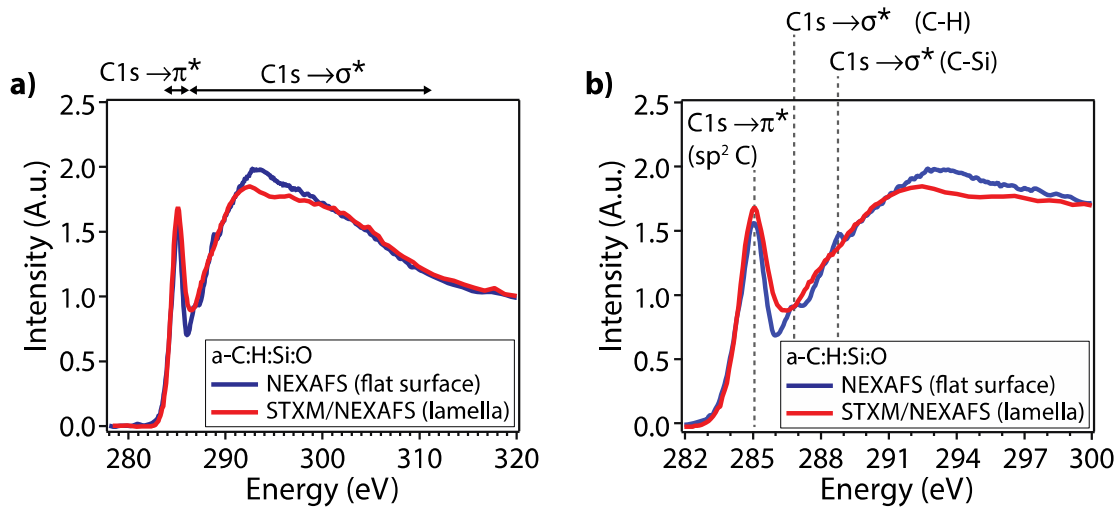 a)
C1s →π*
C1s →σ*
2.5
2.0
1.5
1.0
0.5
0.0
Intensity (A.u.)
a-C:H:Si:O
NEXAFS (flat surface)
STXM/NEXAFS (lamella)
280
290
300
310
320
Energy (eV)
b)
C1s →σ* (C-H)
C1s →σ* (C-Si)
C1s →π*
(sp² C)
2.5
2.0
1.5
1.0
0.5
0.0
Intensity (A.u.)
a-C:H:Si:O
NEXAFS (flat surface)
STXM/NEXAFS (lamella)
282
285
288
291
294
297
300
Energy (eV)